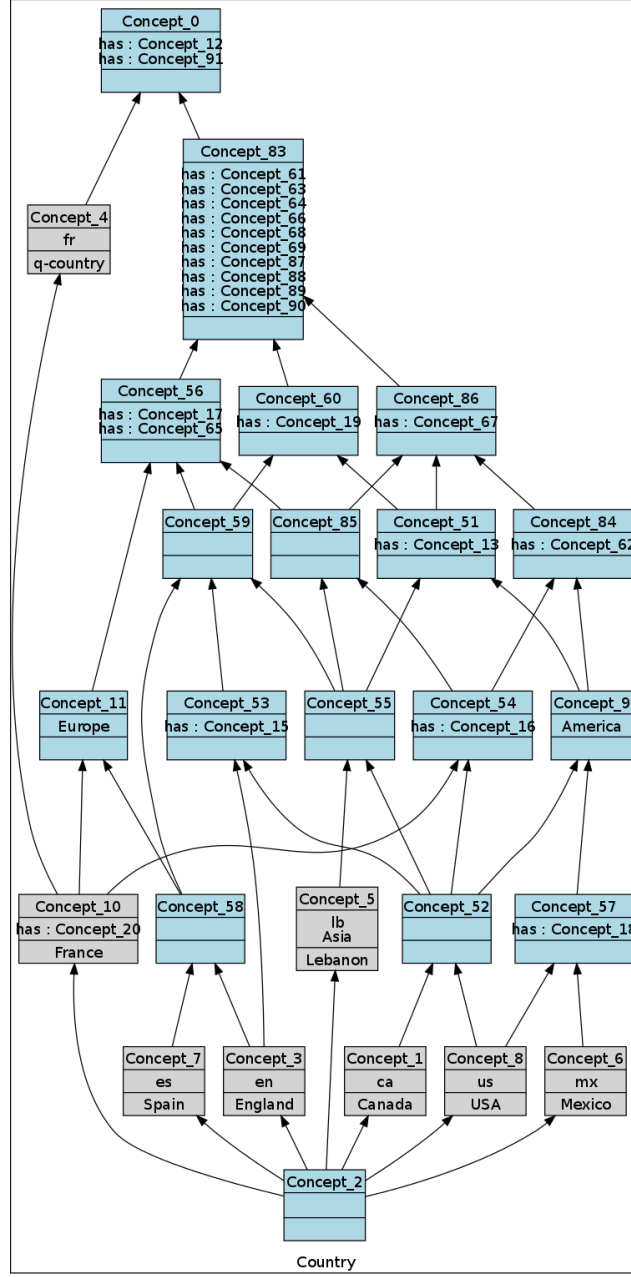 Concept_0
has : Concept_12
has : Concept_91
Concept_83
has : Concept_61
has : Concept_63
has : Concept_64
has : Concept_66
has : Concept_68
has : Concept_69
has : Concept_87
has : Concept_88
has : Concept_89
has : Concept_90
Concept_4
fr
q-country
Concept_56
has : Concept_17
has : Concept_65
Concept_60
has : Concept_19
Concept_86
has : Concept_67
Concept_59
Concept_85
Concept_51
has : Concept_13
Concept_84
has : Concept_62
Concept_11
Europe
Concept_53
has : Concept_15
Concept_55
Concept_54
has : Concept_16
Concept_9
America
Concept_10
has : Concept_20
France
Concept_58
Concept_5
lb
Asia
Lebanon
Concept_52
Concept_57
has : Concept_18
Concept_7
es
Spain
Concept_3
en
England
Concept_1
ca
Canada
Concept_8
us
USA
Concept_6
mx
Mexico
Concept_2
Country